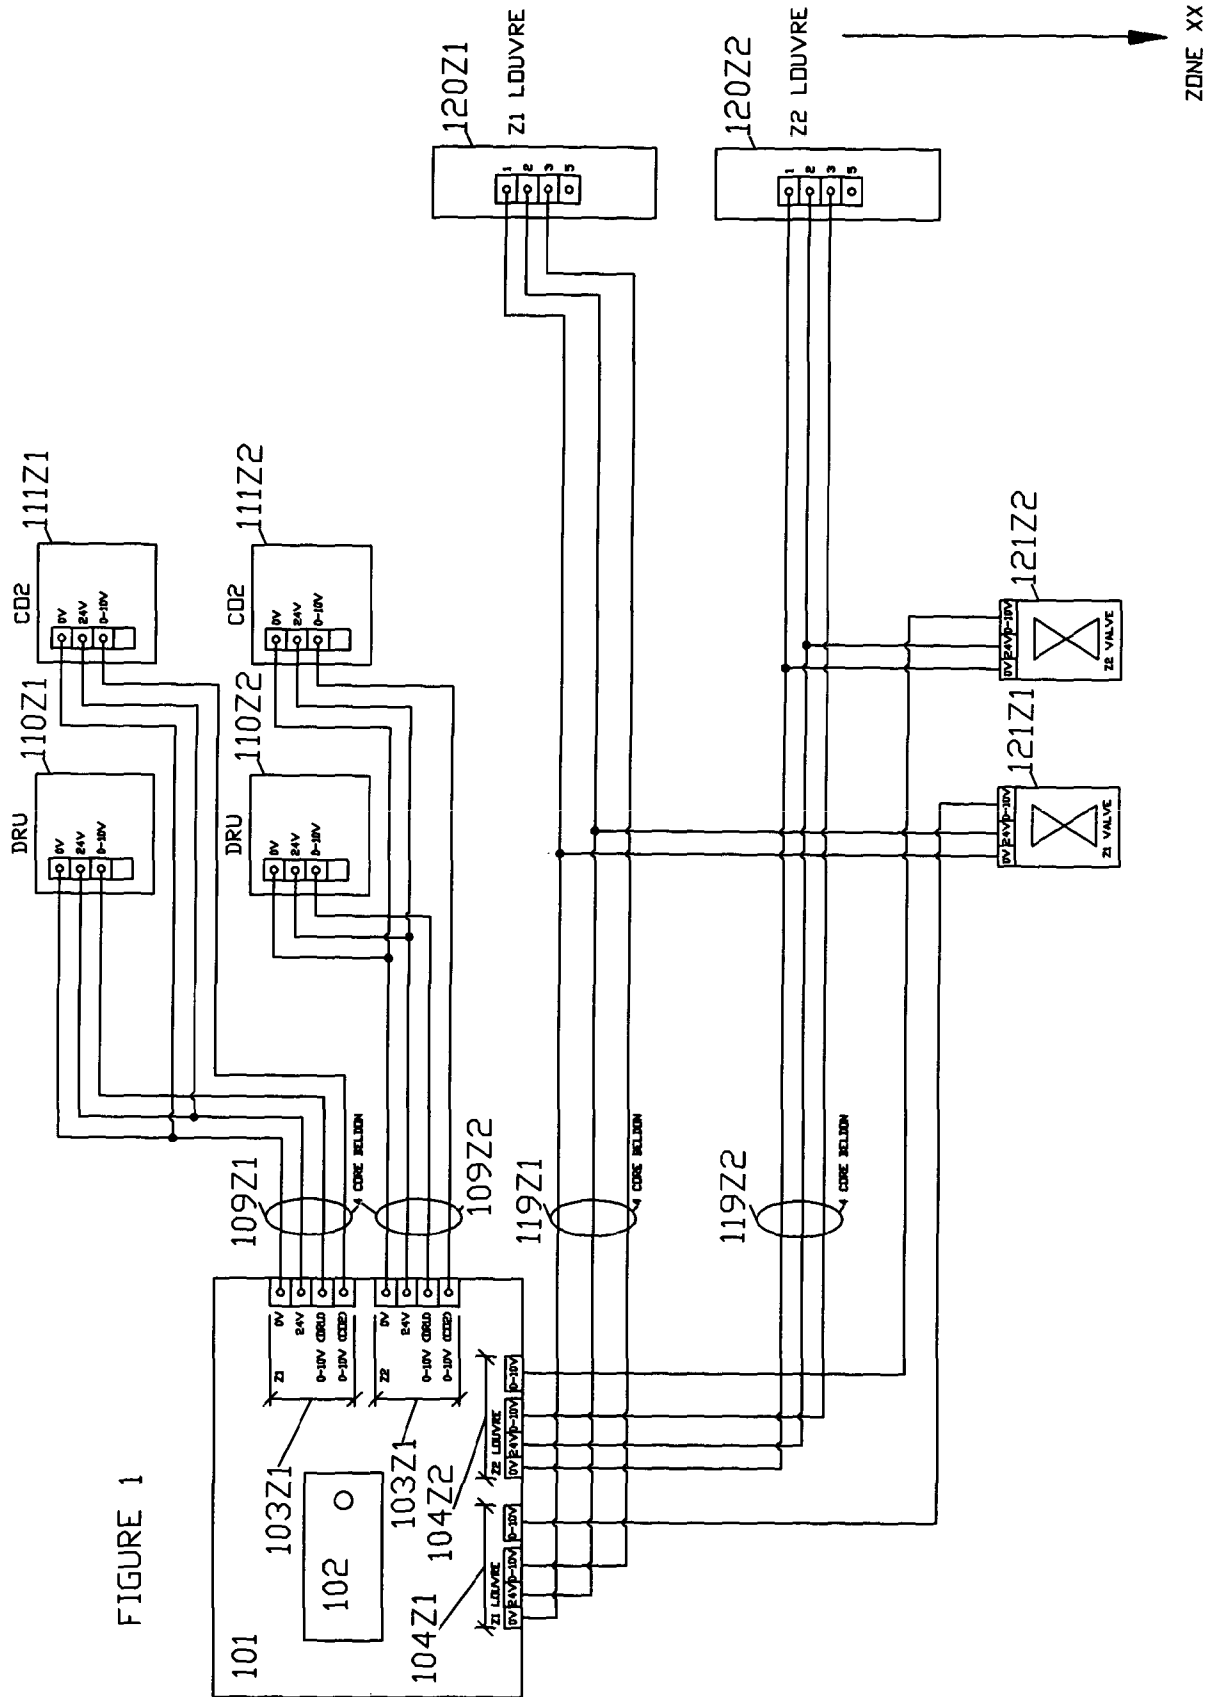 FIGURE 1
101
102
103Z1
103Z1
104Z1
104Z2
Z1
0V
24V
0-10V (DRU)
0-10V (CO2)
Z2
0V
24V
0-10V (DRU)
0-10V (CO2)
Z1 LOUVRE
0V 24V 0-10V 0-10V
Z2 LOUVRE
0V 24V 0-10V 0-10V
109Z1
4 CORE BELDON
109Z2
119Z1
4 CORE BELDON
119Z2
4 CORE BELDON
DRU
110Z1
0V
24V
0-10V
CO2
111Z1
0V
24V
0-10V
DRU
110Z2
0V
24V
0-10V
CO2
111Z2
0V
24V
0-10V
120Z1
Z1 LOUVRE
1
2
3
5
120Z2
Z2 LOUVRE
1
2
3
5
121Z1
0V 24V 0-10V
Z1 VALVE
121Z2
0V 24V 0-10V
Z2 VALVE
ZONE XX